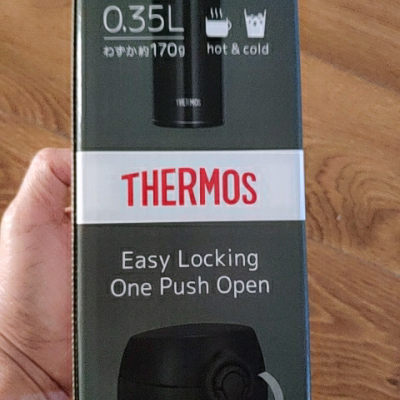 0.35L
わずか約170g
hot & cold
THERMOS
THERMOS
Easy Locking
One Push Open